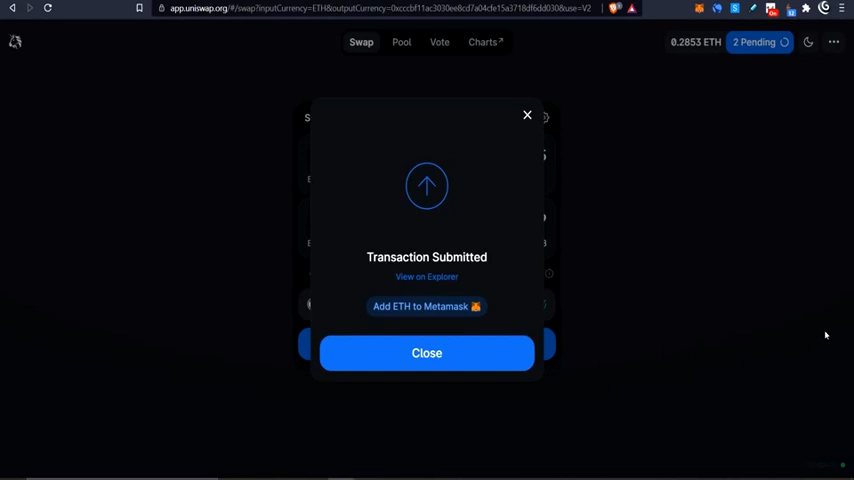 app.uniswap.org/#/swap?inputCurrency=ETH&outputCurrency=0xcccbf11ac3030ee8cd7a04cfe15a3718df6dd030&use=V2
Swap
Pool
Vote
Charts
0.2853 ETH
2 Pending
Transaction Submitted
View on Explorer
Add ETH to Metamask
Close